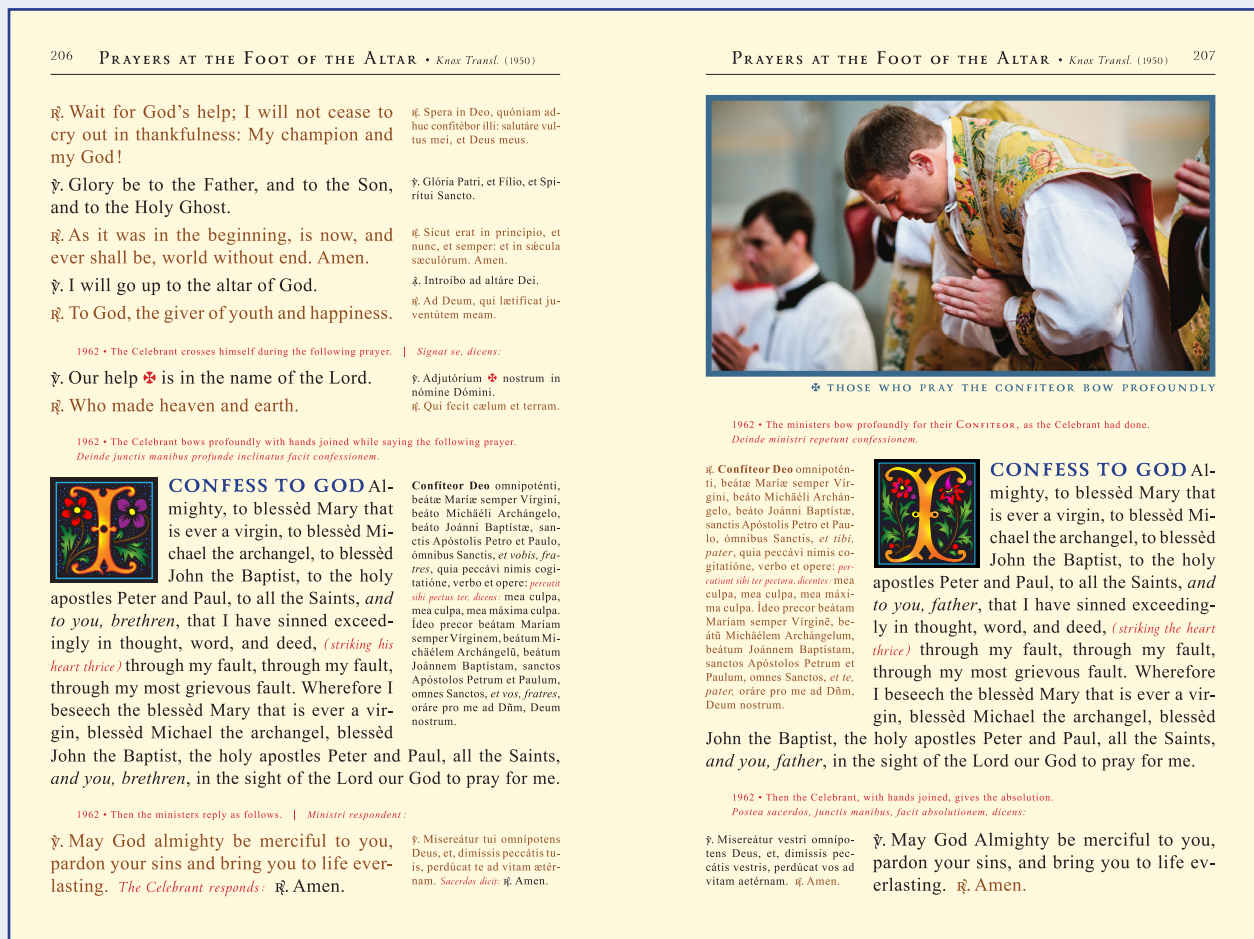 206 PRAYERS AT THE FOOT OF THE ALTAR • Knox Transl. (1950)
℟. Wait for God's help; I will not cease to
cry out in thankfulness: My champion and
my God!
℣. Glory be to the Father, and to the Son,
and to the Holy Ghost.
℟. As it was in the beginning, is now, and
ever shall be, world without end. Amen.
℣. I will go up to the altar of God.
℟. To God, the giver of youth and happiness.
℟. Spera in Deo, quóniam ad-
huc confitébor illi: salutáre vul-
tus mei, et Deus meus.
℣. Glória Patri, et Fílio, et Spi-
rítui Sancto.
℟. Sicut erat in princípio, et
nunc, et semper: et in sǽcula
sæculórum. Amen.
℣. Introíbo ad altáre Dei.
℟. Ad Deum, qui lætíficat ju-
ventútem meam.
1962 • The Celebrant crosses himself during the following prayer. | Signat se, dicens:
℣. Our help ✠ is in the name of the Lord.
℟. Who made heaven and earth.
℣. Adjutórium ✠ nostrum in
nómine Dómini.
℟. Qui fecit cælum et terram.
1962 • The Celebrant bows profoundly with hands joined while saying the following prayer.
Deinde junctis manibus profunde inclinatus facit confessionem.
I CONFESS TO GOD Al-
mighty, to blessèd Mary that
is ever a virgin, to blessèd Mi-
chael the archangel, to blessèd
John the Baptist, to the holy
apostles Peter and Paul, to all the Saints, and
to you, brethren, that I have sinned exceed-
ingly in thought, word, and deed, (striking his
heart thrice) through my fault, through my fault,
through my most grievous fault. Wherefore I
beseech the blessèd Mary that is ever a vir-
gin, blessèd Michael the archangel, blessèd
John the Baptist, the holy apostles Peter and Paul, all the Saints,
and you, brethren, in the sight of the Lord our God to pray for me.
Confíteor Deo omnipoténti,
beátæ Maríæ semper Vírgini,
beáto Michaéli Archángelo,
beáto Joánni Baptístæ, san-
ctis Apóstolis Petro et Paulo,
ómnibus Sanctis, et vobis, fra-
tres, quia peccávi nimis cogi-
tatióne, verbo et opere: percutit
sibi pectus ter, dicens: mea culpa,
mea culpa, mea máxima culpa.
Ídeo precor beátam Maríam
semper Vírginem, beátum Mi-
chaélem Archángelū, beátum
Joánnem Baptístam, sanctos
Apóstolos Petrum et Paulum,
omnes Sanctos, et vos, fratres,
oráre pro me ad Dñm, Deum
nostrum.
1962 • Then the ministers reply as follows. | Ministri respondent:
℣. May God almighty be merciful to you,
pardon your sins and bring you to life ever-
lasting. The Celebrant responds: ℟. Amen.
℣. Misereátur tui omnípotens
Deus, et, dimíssis peccátis tu-
is, perdúcat te ad vitam ætér-
nam. Sacerdos dicit: ℟. Amen.
PRAYERS AT THE FOOT OF THE ALTAR • Knox Transl. (1950) 207
✠ THOSE WHO PRAY THE CONFITEOR BOW PROFOUNDLY
1962 • The ministers bow profoundly for their CONFITEOR, as the Celebrant had done.
Deinde ministri repetunt confessionem.
℟. Confíteor Deo omnipotén-
ti, beátæ Maríæ semper Vír-
gini, beáto Michaéli Archán-
gelo, beáto Joánni Baptístæ,
sanctis Apóstolis Petro et Pau-
lo, ómnibus Sanctis, et tibi,
pater, quia peccávi nimis co-
gitatióne, verbo et opere: per-
cutiunt sibi ter pectora, dicentes: mea
culpa, mea culpa, mea máxi-
ma culpa. Ídeo precor beátam
Maríam semper Vírginē, be-
átū Michaélem Archángelum,
beátum Joánnem Baptístam,
sanctos Apóstolos Petrum et
Paulum, omnes Sanctos, et te,
pater, oráre pro me ad Dñm,
Deum nostrum.
I CONFESS TO GOD Al-
mighty, to blessèd Mary that
is ever a virgin, to blessèd Mi-
chael the archangel, to blessèd
John the Baptist, to the holy
apostles Peter and Paul, to all the Saints, and
to you, father, that I have sinned exceeding-
ly in thought, word, and deed, (striking the heart
thrice) through my fault, through my fault,
through my most grievous fault. Wherefore
I beseech the blessèd Mary that is ever a vir-
gin, blessèd Michael the archangel, blessèd
John the Baptist, the holy apostles Peter and Paul, all the Saints,
and you, father, in the sight of the Lord our God to pray for me.
1962 • Then the Celebrant, with hands joined, gives the absolution.
Postea sacerdos, junctis manibus, facit absolutionem, dicens:
℣. Misereátur vestri omnípo-
tens Deus, et, dimíssis pec-
cátis vestris, perdúcat vos ad
vitam aetérnam. ℟. Amen.
℣. May God Almighty be merciful to you,
pardon your sins, and bring you to life ev-
erlasting. ℟. Amen.